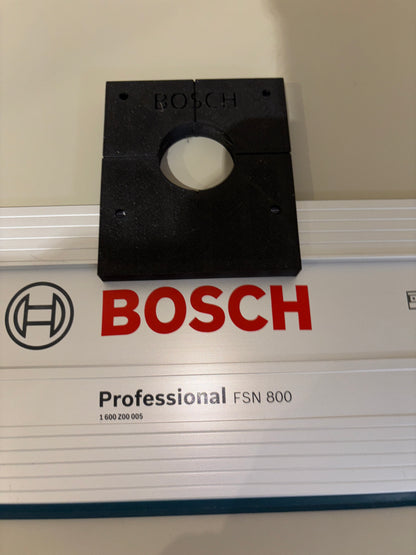 BOSCH
BOSCH
Professional FSN 800
1 600 Z00 005